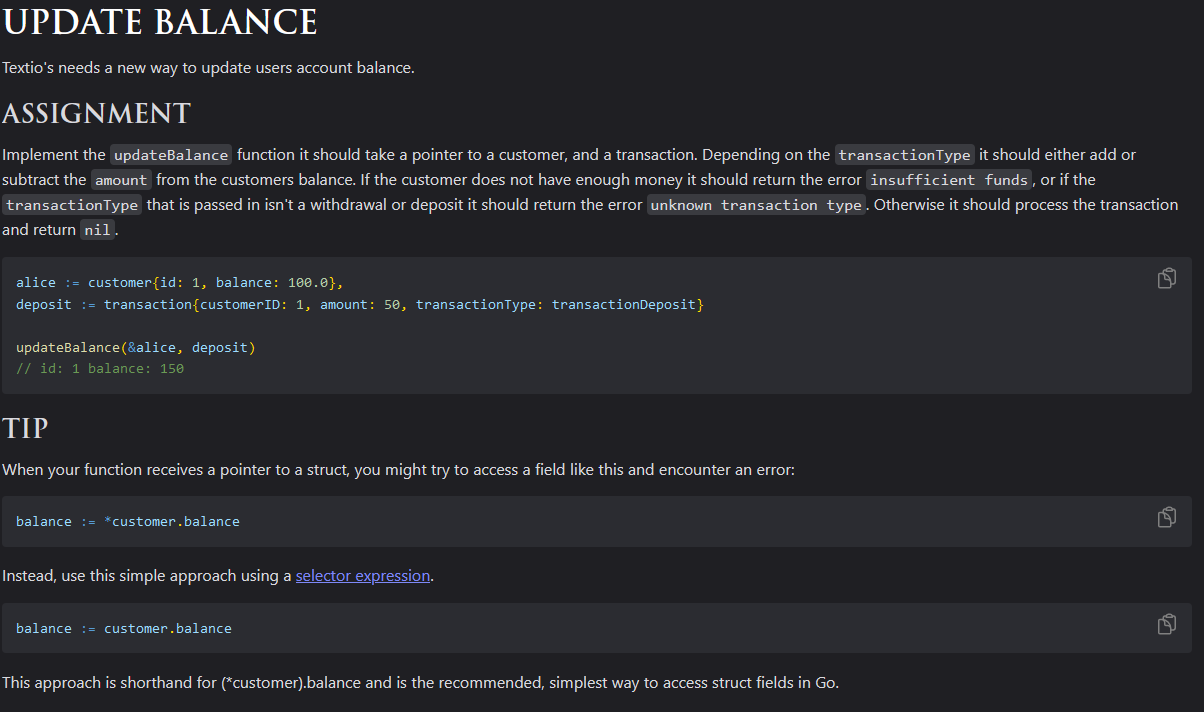 UPDATE BALANCE
Textio's needs a new way to update users account balance.
ASSIGNMENT
Implement the updateBalance function it should take a pointer to a customer, and a transaction. Depending on the transactionType it should either add or
subtract the amount from the customers balance. If the customer does not have enough money it should return the error insufficient funds, or if the
transactionType that is passed in isn't a withdrawal or deposit it should return the error unknown transaction type. Otherwise it should process the transaction
and return nil.
alice := customer{id: 1, balance: 100.0},
deposit := transaction{customerID: 1, amount: 50, transactionType: transactionDeposit}
updateBalance(&alice, deposit)
// id: 1 balance: 150
TIP
When your function receives a pointer to a struct, you might try to access a field like this and encounter an error:
balance := *customer.balance
Instead, use this simple approach using a selector expression.
balance := customer.balance
This approach is shorthand for (*customer).balance and is the recommended, simplest way to access struct fields in Go.